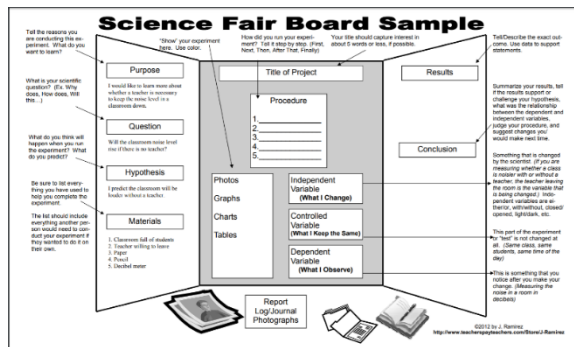 Science Fair Board Sample
Tell the reasons you
are conducting this ex-
periment. What do you
want to learn?
"Show" your experiment
here. Use color.
How did you run your experi-
ment? Tell it step by step. (First,
Next, Then, After That, Finally)
Your title should capture interest in
about 5 words or less, if possible.
Tell/Describe the exact out-
come. Use data to support
statements.
Purpose
I would like to learn more about
whether a teacher is necessary
to keep the noise level in a
classroom down.
What is your scientific
question? (Ex. Why
does, How does, Will
this…)
Question
Will the classroom noise level
rise if there is no teacher?
What do you think will
happen when you run
the experiment? What
do you predict?
Hypothesis
I predict the classroom will be
louder without a teacher.
Be sure to list every-
thing you have used to
help you complete the
experiment.
The list should include
everything another per-
son would need to con-
duct your experiment if
they wanted to do it on
their own.
Materials
1. Classroom full of students
2. Teacher willing to leave
3. Paper
4. Pencil
5. Decibel meter
Title of Project
Procedure
1.
2.
3.
4.
5.
Photos
Graphs
Charts
Tables
Independent
Variable
(What I Change)
Controlled
Variable
(What I Keep the Same)
Dependent
Variable
(What I Observe)
Results
Conclusion
Summarize your results, tell
if the results support or
challenge your hypothesis,
what was the relationship
between the dependent and
independent variables,
judge your procedure, and
suggest changes you
would make next time.
Something that is changed
by the scientist. (If you are
measuring whether a class
is noisier with or without a
teacher, the teacher leaving
the room is the variable that
is being changed.) Inde-
pendent variables are ei-
ther/or, with/without, closed/
opened, light/dark, etc.
This part of the experiment
or "test" is not changed at
all. (Same class, same
students, same time of the
day)
This is something that you
notice after you make your
change. (Measuring the
noise in a room in
decibels)
Report
Log/Journal
Photographs
©2012 by J. Ramirez
http://www.teacherspayteachers.com/Store/J-Ramirez